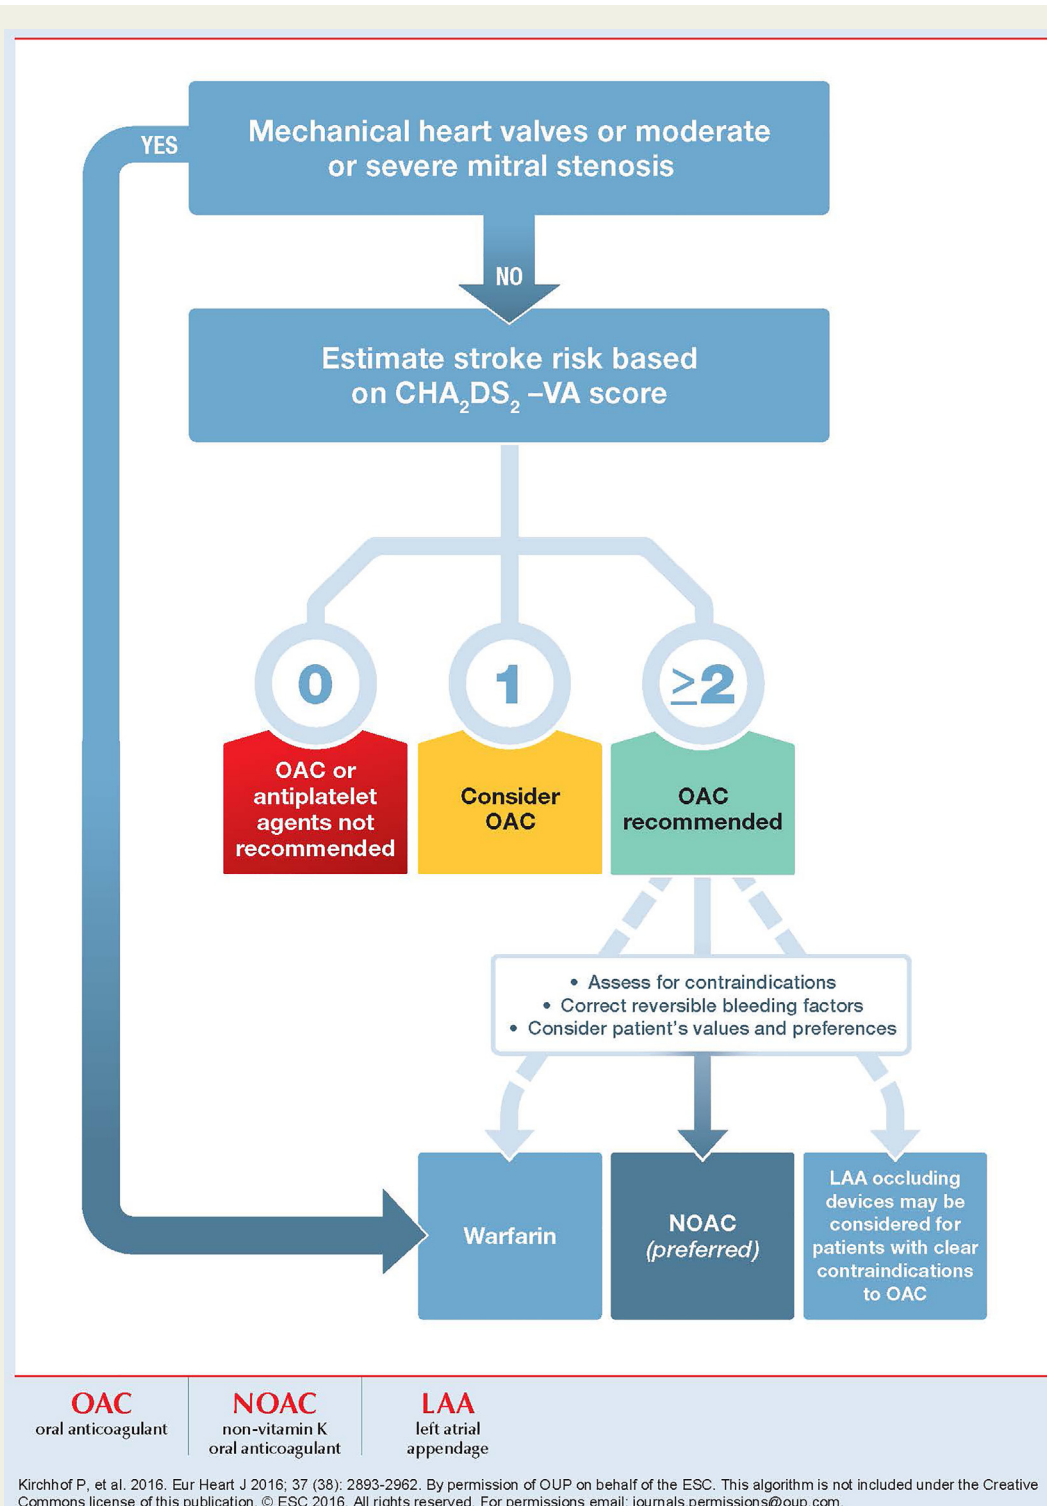 Mechanical heart valves or moderate
or severe mitral stenosis
YES
NO
Estimate stroke risk based
on CHA₂DS₂ –VA score
0
1
≥2
OAC or
antiplatelet
agents not
recommended
Consider
OAC
OAC
recommended
• Assess for contraindications
• Correct reversible bleeding factors
• Consider patient's values and preferences
Warfarin
NOAC
(preferred)
LAA occluding
devices may be
considered for
patients with clear
contraindications
to OAC
OAC
oral anticoagulant
NOAC
non-vitamin K
oral anticoagulant
LAA
left atrial
appendage
Kirchhof P, et al. 2016. Eur Heart J 2016; 37 (38): 2893-2962. By permission of OUP on behalf of the ESC. This algorithm is not included under the Creative
Commons license of this publication. © ESC 2016. All rights reserved. For permissions email: journals.permissions@oup.com.